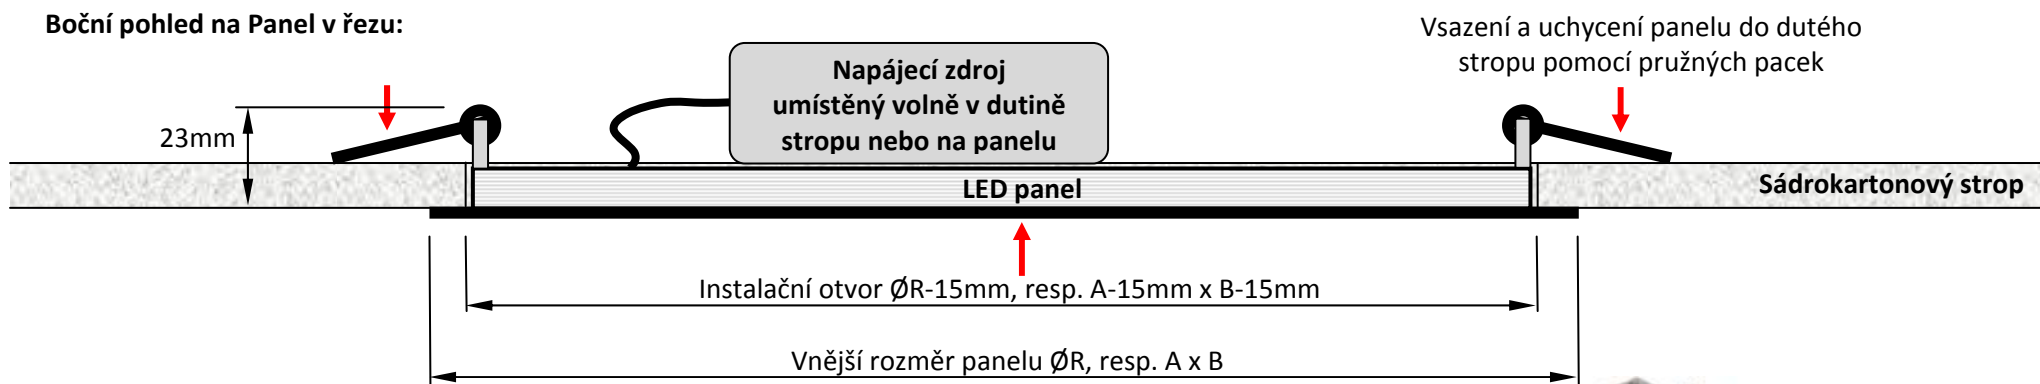 Boční pohled na Panel v řezu:
Vsazení a uchycení panelu do dutého
stropu pomocí pružných pacek
Napájecí zdroj
umístěný volně v dutině
stropu nebo na panelu
23mm
LED panel
Sádrokartonový strop
Instalační otvor ØR-15mm, resp. A-15mm x B-15mm
Vnější rozměr panelu ØR, resp. A x B